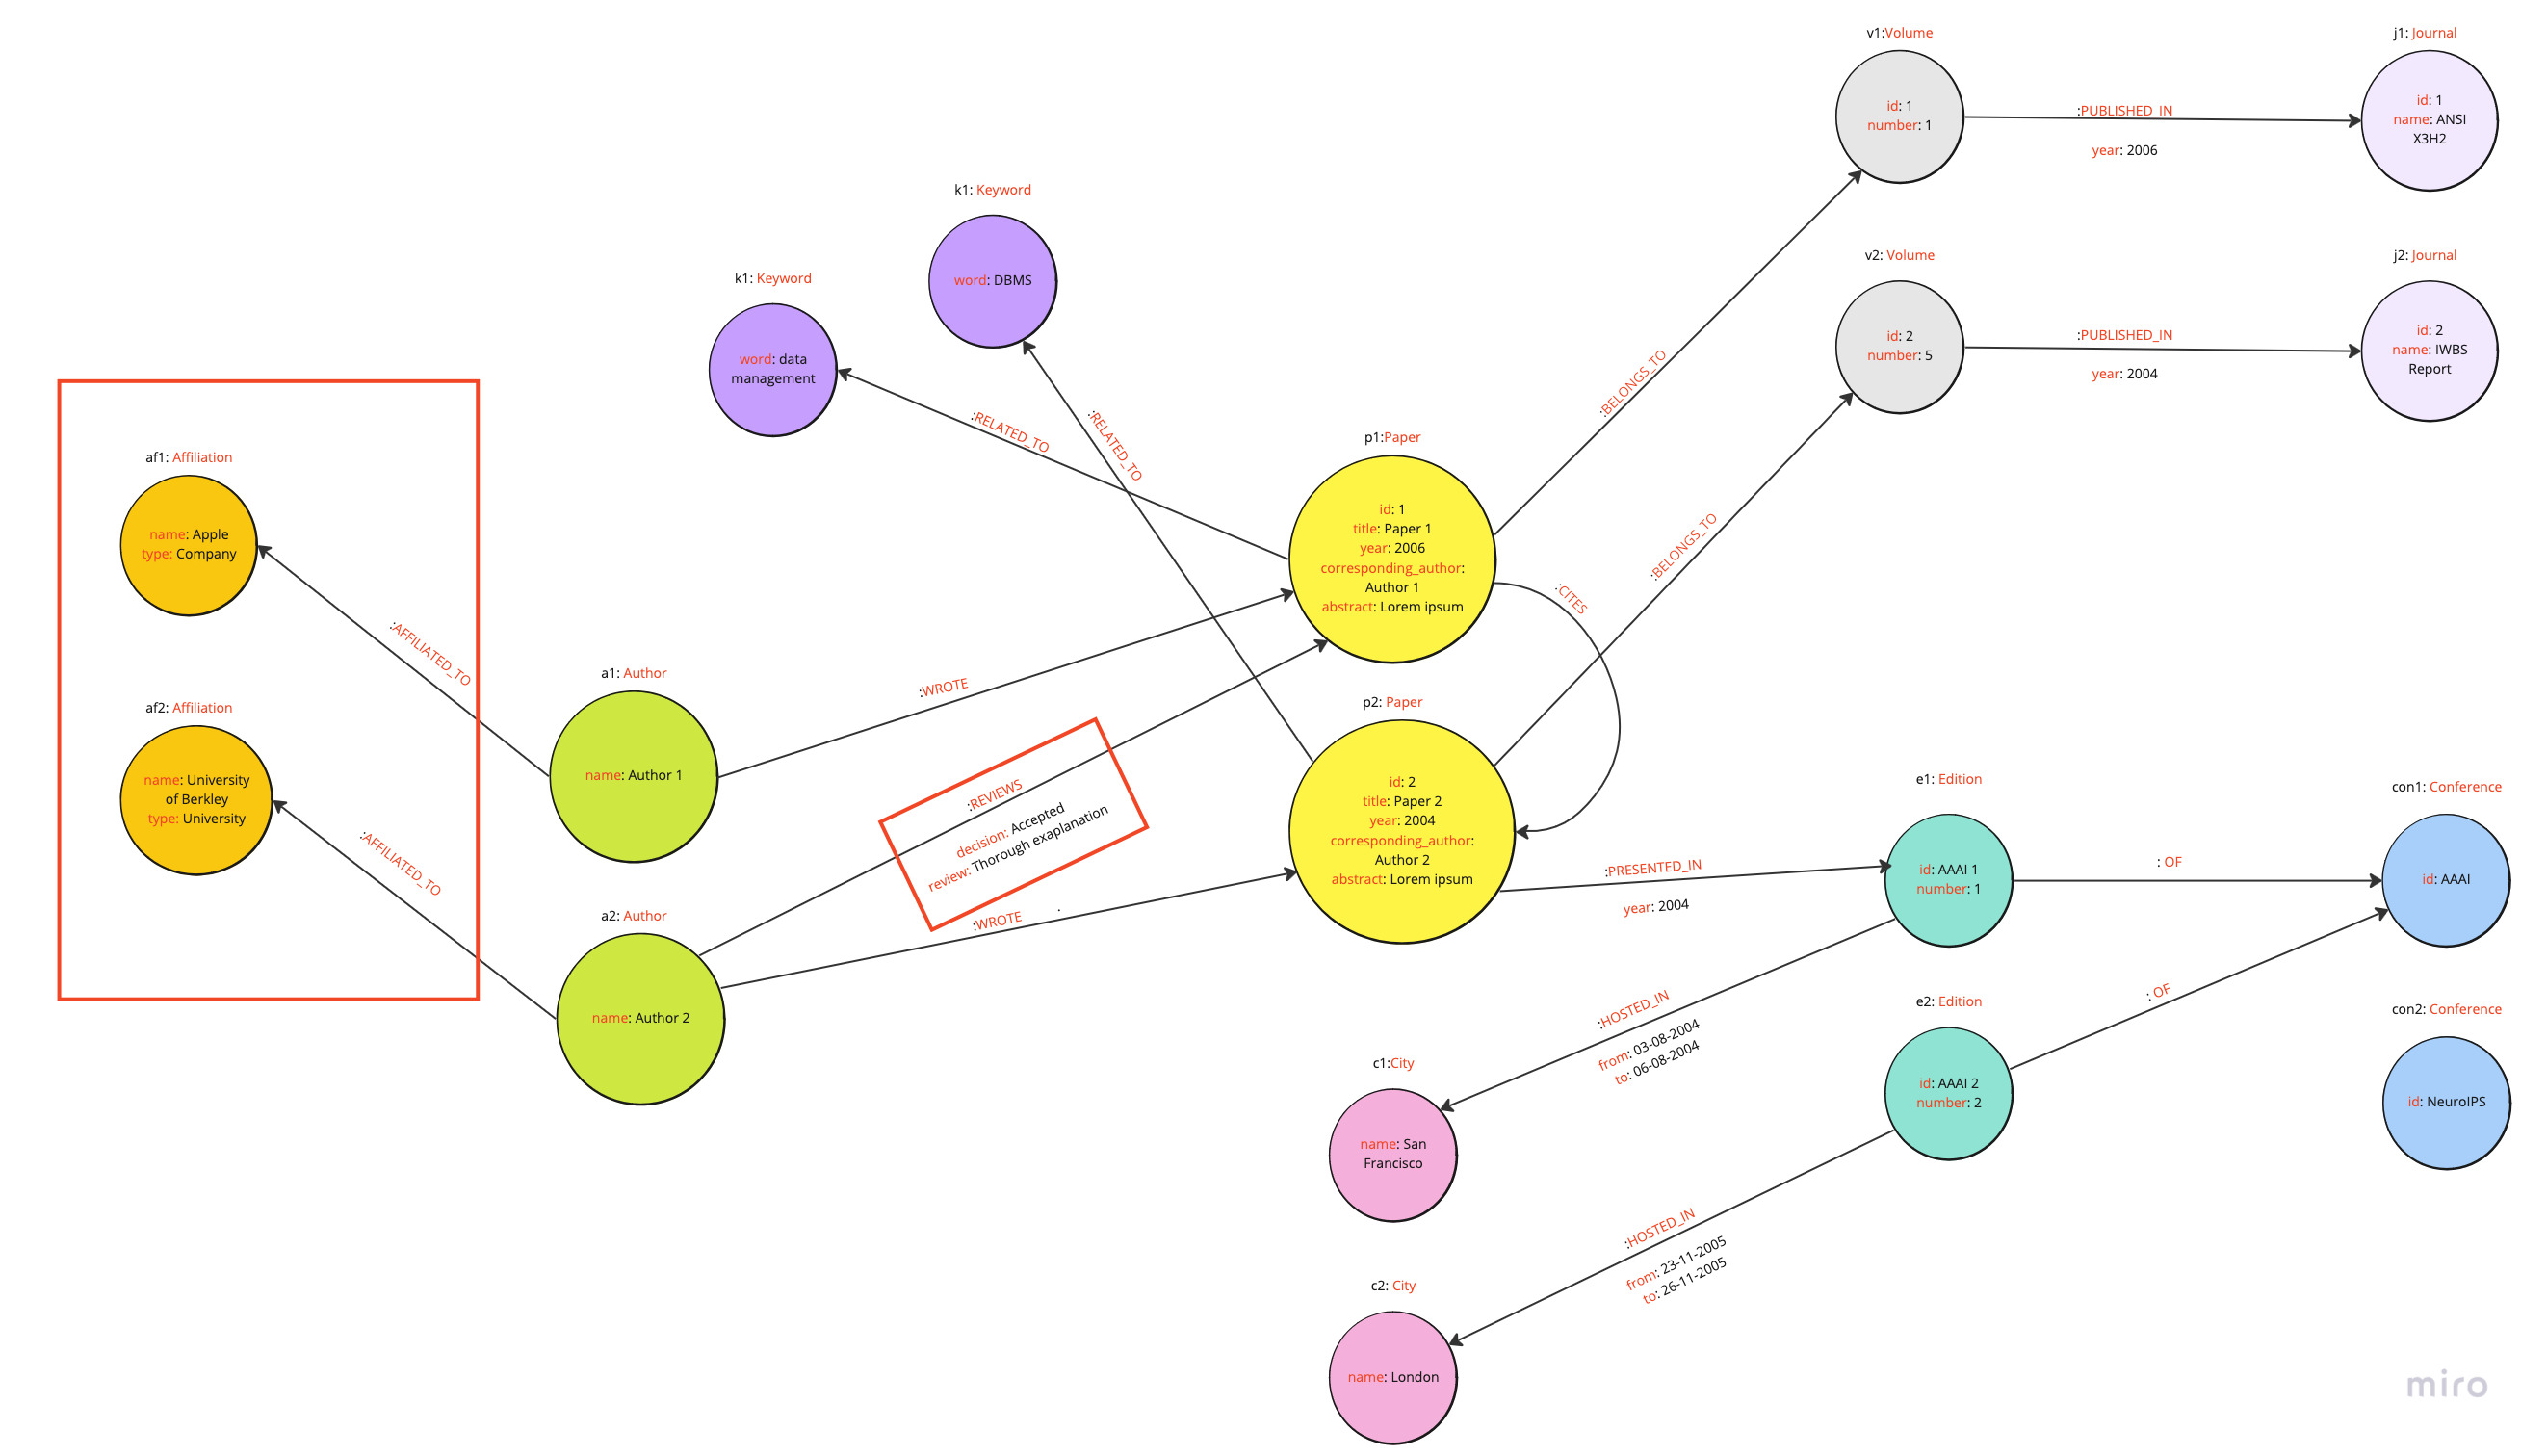 v1:Volume
id: 1
number: 1
:PUBLISHED_IN
year: 2006
j1: Journal
id: 1
name: ANSI
X3H2
k1: Keyword
word: DBMS
k1: Keyword
word: data
management
v2: Volume
id: 2
number: 5
:PUBLISHED_IN
year: 2004
j2: Journal
id: 2
name: IWBS
Report
:RELATED_TO
:RELATED_TO
:BELONGS_TO
:BELONGS_TO
p1:Paper
id: 1
title: Paper 1
year: 2006
corresponding_author:
Author 1
abstract: Lorem ipsum
:CITES
af1: Affiliation
name: Apple
type: Company
:AFFILIATED_TO
af2: Affiliation
name: University
of Berkley
type: University
:AFFILIATED_TO
a1: Author
name: Author 1
:WROTE
:REVIEWS
decision: Accepted
review: Thorough exaplanation
a2: Author
name: Author 2
:WROTE
.
p2: Paper
id: 2
title: Paper 2
year: 2004
corresponding_author:
Author 2
abstract: Lorem ipsum
:PRESENTED_IN
year: 2004
e1: Edition
id: AAAI 1
number: 1
: OF
con1: Conference
id: AAAI
:HOSTED_IN
from: 03-08-2004
to: 06-08-2004
e2: Edition
id: AAAI 2
number: 2
: OF
con2: Conference
id: NeuroIPS
c1:City
name: San
Francisco
:HOSTED_IN
from: 23-11-2005
to: 26-11-2005
c2: City
name: London
miro